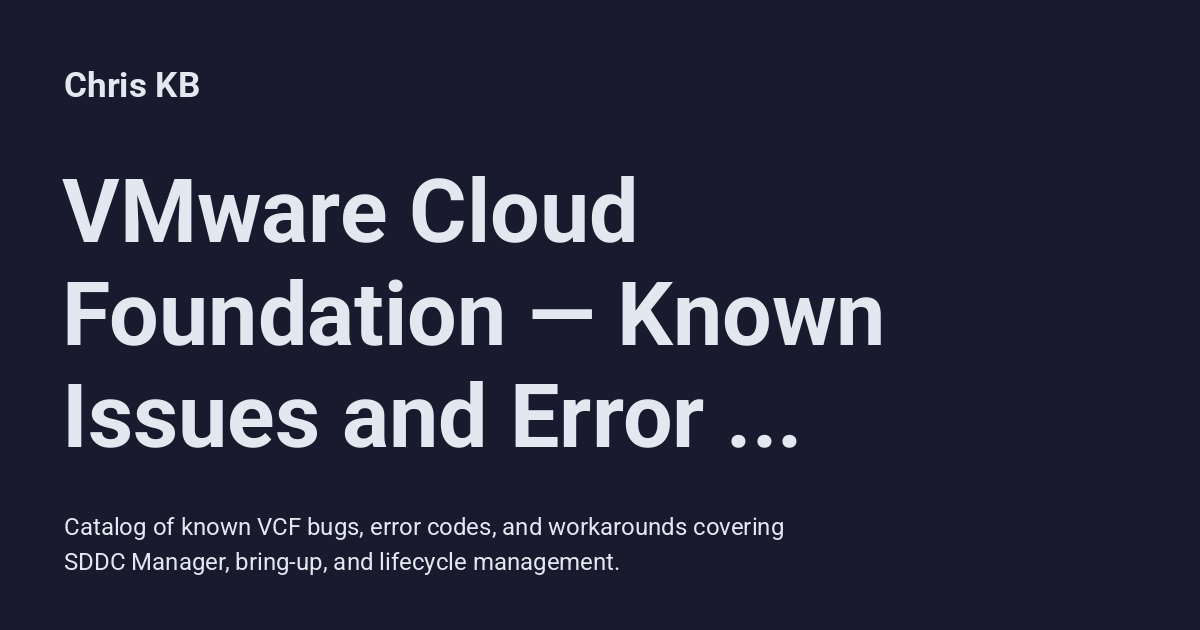 Chris KB
VMware Cloud
Foundation — Known
Issues and Error ...
Catalog of known VCF bugs, error codes, and workarounds covering
SDDC Manager, bring-up, and lifecycle management.